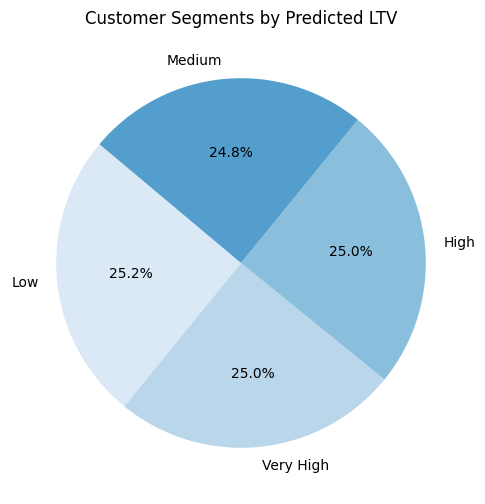 Customer Segments by Predicted LTV
Medium
24.8%
High
25.0%
Low
25.2%
25.0%
Very High